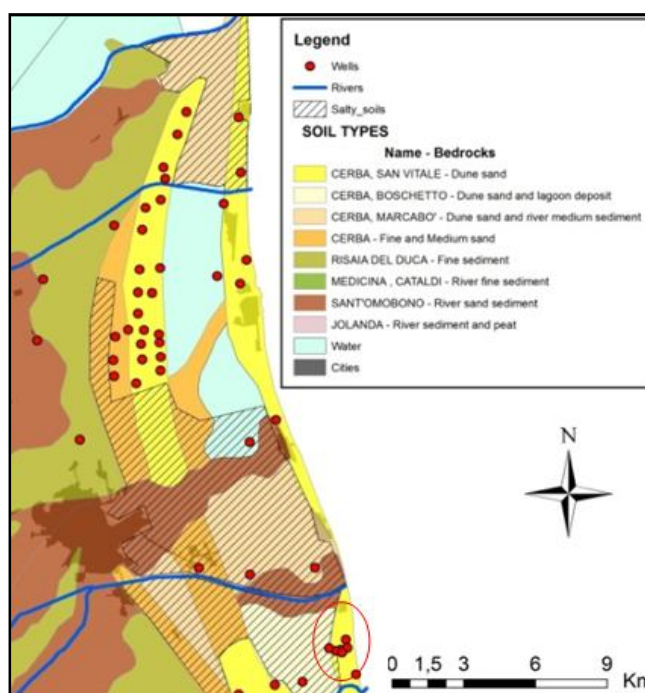 Legend
Wells
Rivers
Salty_soils
SOIL TYPES
Name - Bedrocks
CERBA, SAN VITALE - Dune sand
CERBA, BOSCHETTO - Dune sand and lagoon deposit
CERBA, MARCABO' - Dune sand and river medium sediment
CERBA - Fine and Medium sand
RISAIA DEL DUCA - Fine sediment
MEDICINA , CATALDI - River fine sediment
SANT'OMOBONO - River sand sediment
JOLANDA - River sediment and peat
Water
Cities
N
0 1,5 3 6 9
Km